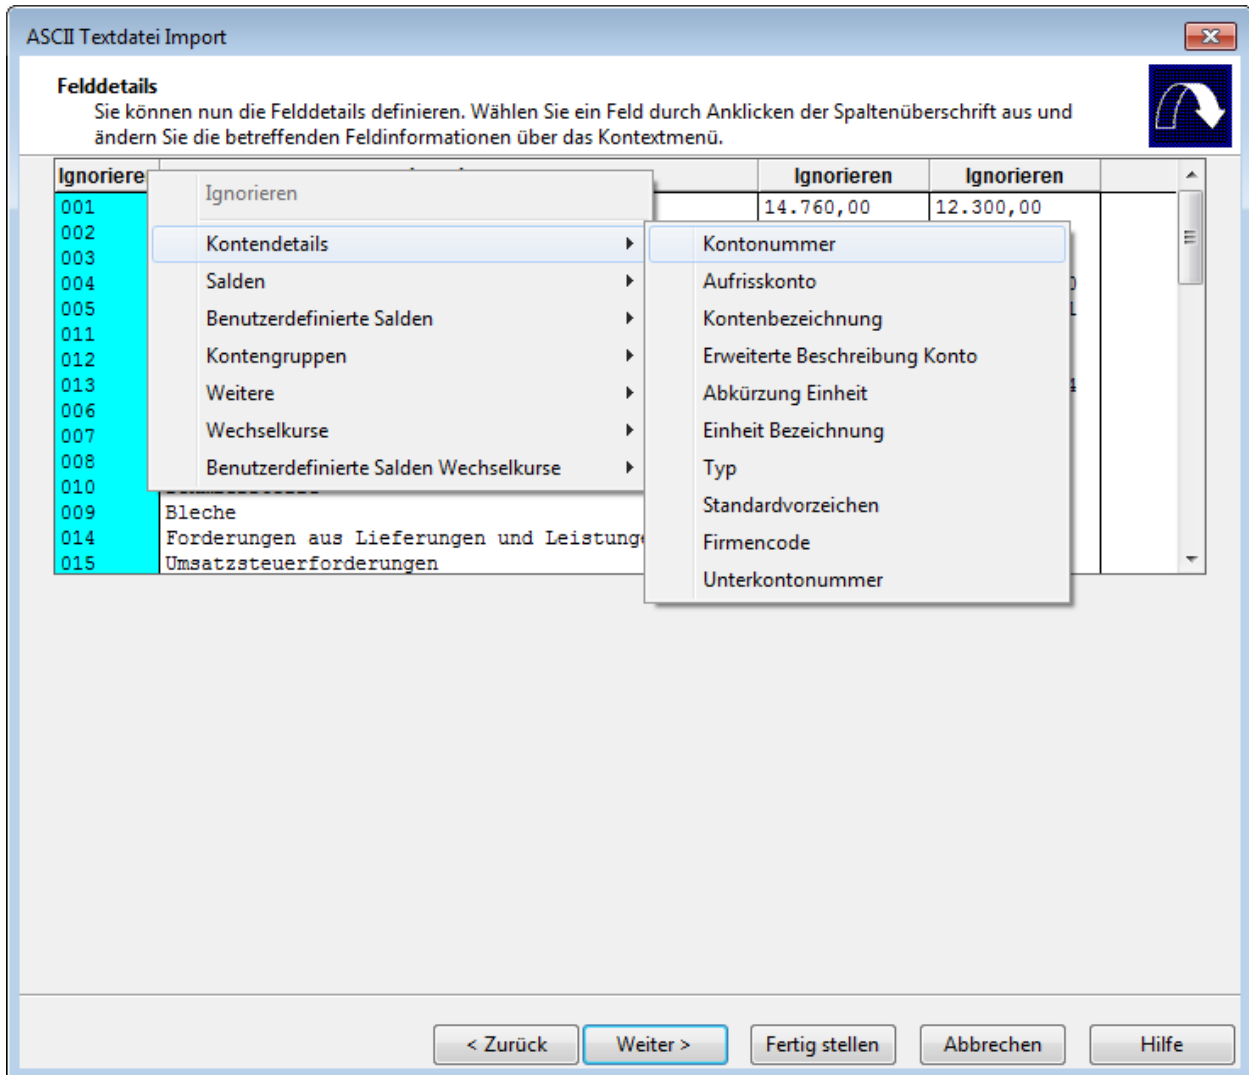 ASCII Textdatei Import
Felddetails
Sie können nun die Felddetails definieren. Wählen Sie ein Feld durch Anklicken der Spaltenüberschrift aus und
ändern Sie die betreffenden Feldinformationen über das Kontextmenü.
Ignoriere Ignorieren Ignorieren
001 14.760,00 12.300,00
002
003
004
005
011
012
013
006
007
008
010
009 Bleche
014 Forderungen aus Lieferungen und Leistung
015 Umsatzsteuerforderungen
Ignorieren
Kontendetails
Salden
Benutzerdefinierte Salden
Kontengruppen
Weitere
Wechselkurse
Benutzerdefinierte Salden Wechselkurse
Kontonummer
Aufrisskonto
Kontenbezeichnung
Erweiterte Beschreibung Konto
Abkürzung Einheit
Einheit Bezeichnung
Typ
Standardvorzeichen
Firmencode
Unterkontonummer
< Zurück Weiter > Fertig stellen Abbrechen Hilfe